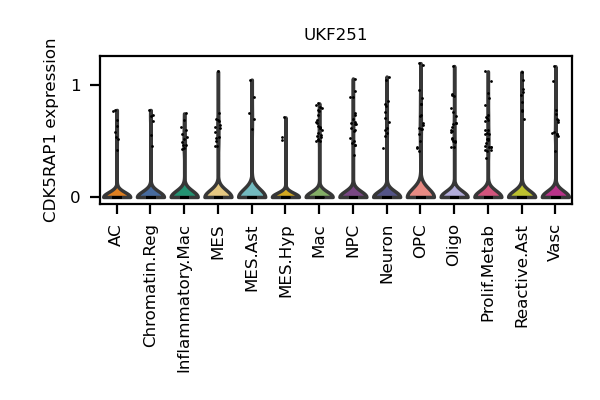 UKF251
CDK5RAP1 expression
1
0
AC
Chromatin.Reg
Inflammatory.Mac
MES
MES.Ast
MES.Hyp
Mac
NPC
Neuron
OPC
Oligo
Prolif.Metab
Reactive.Ast
Vasc